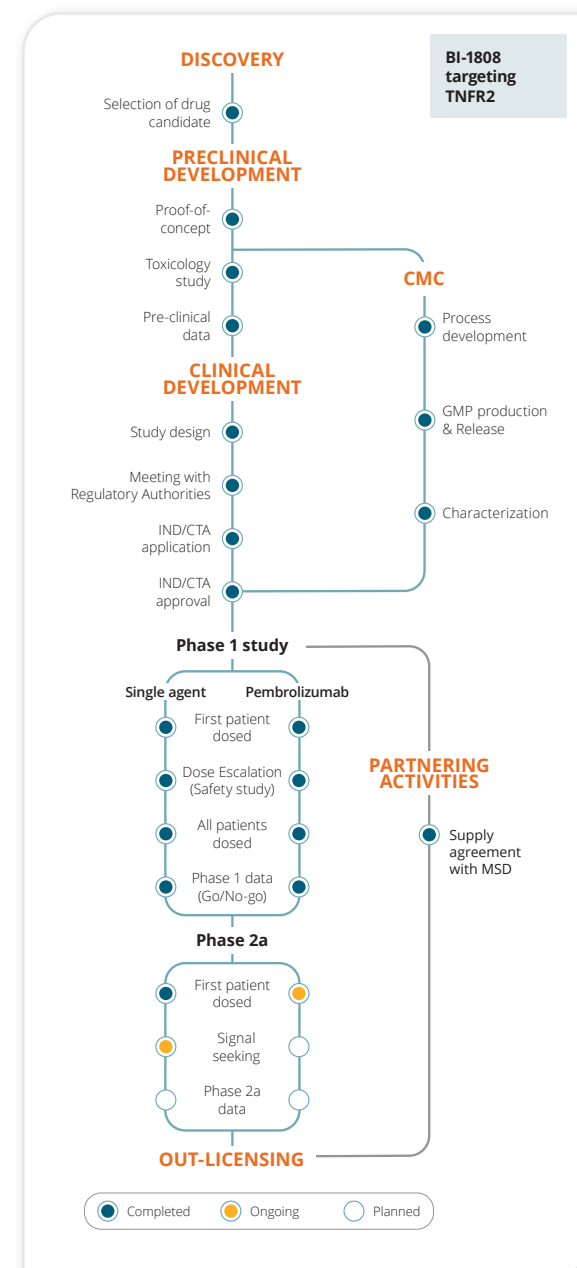 BI-1808
targeting
TNFR2
DISCOVERY
Selection of drug
candidate
PRECLINICAL
DEVELOPMENT
Proof-of-
concept
Toxicology
study
Pre-clinical
data
CMC
Process
development
GMP production
& Release
Characterization
CLINICAL
DEVELOPMENT
Study design
Meeting with
Regulatory Authorities
IND/CTA
application
IND/CTA
approval
Phase 1 study
Single agent
Pembrolizumab
First patient
dosed
Dose Escalation
(Safety study)
All patients
dosed
Phase 1 data
(Go/No-go)
PARTNERING
ACTIVITIES
Supply
agreement
with MSD
Phase 2a
First patient
dosed
Signal
seeking
Phase 2a
data
OUT-LICENSING
Completed
Ongoing
Planned